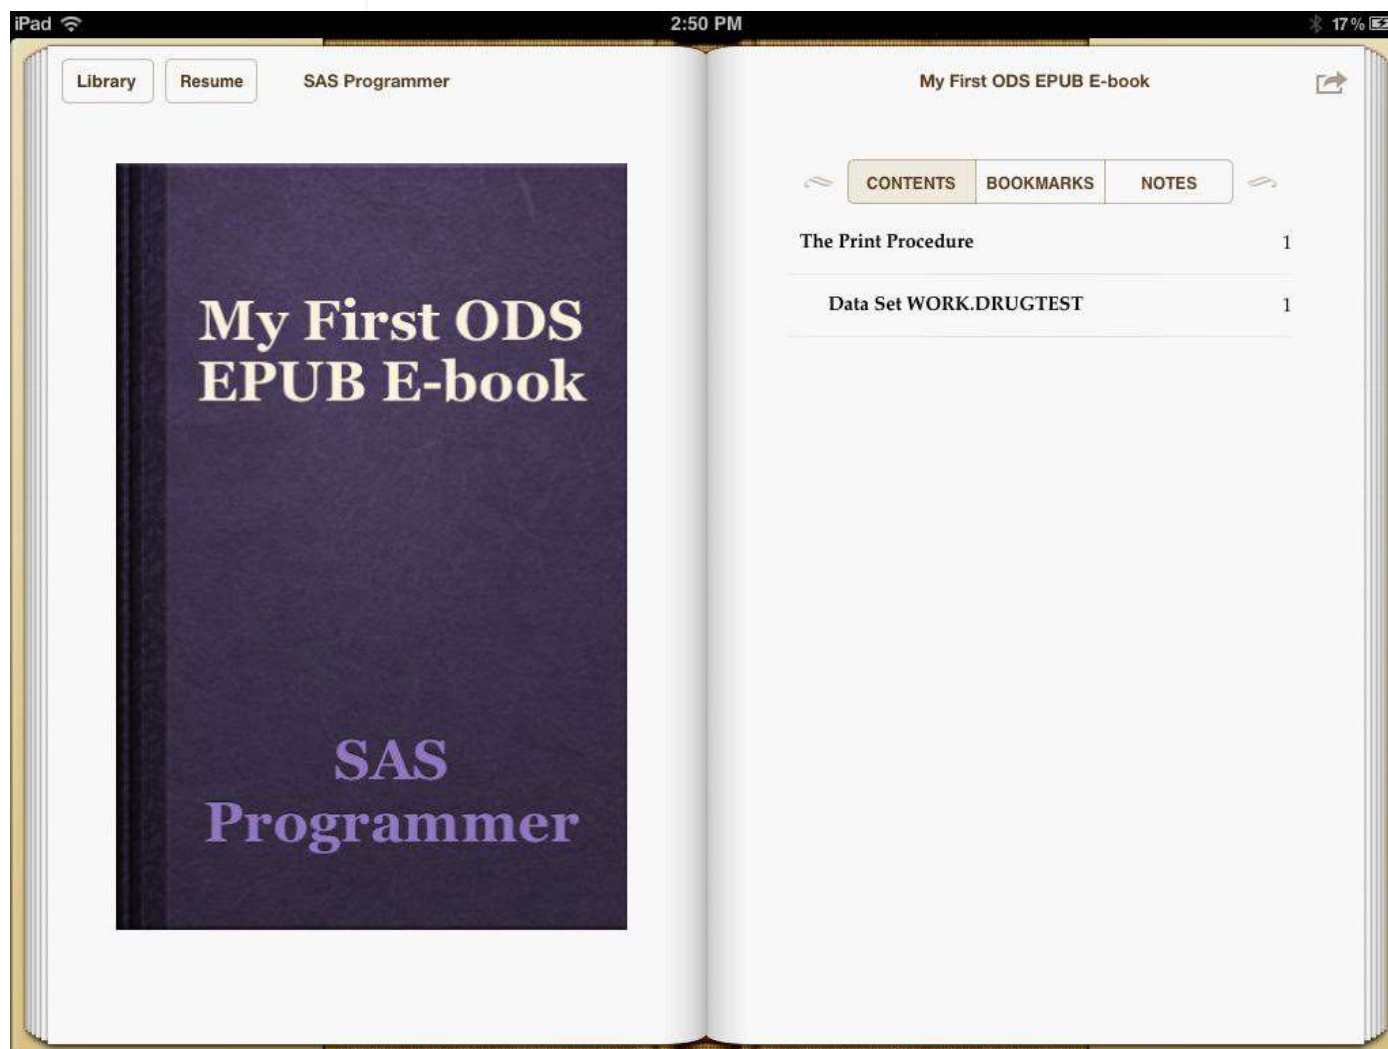 iPad 2:50 PM 17%
Library Resume SAS Programmer My First ODS EPUB E-book
My First ODS
EPUB E-book
SAS
Programmer
CONTENTS BOOKMARKS NOTES
The Print Procedure 1
Data Set WORK.DRUGTEST 1